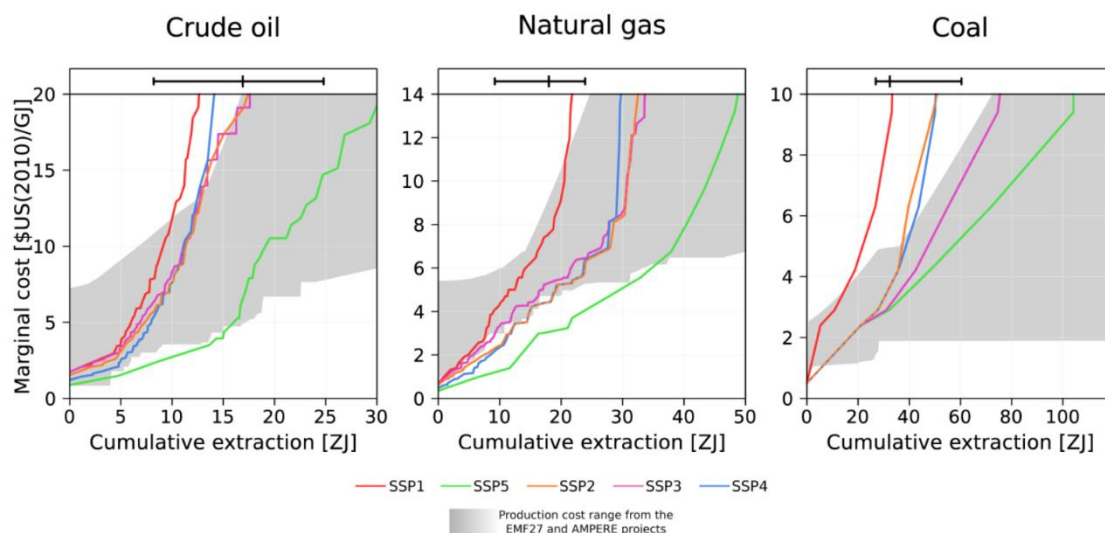 Crude oil
Natural gas
Coal
Marginal cost [$US(2010)/GJ]
20
15
10
5
0
0 5 10 15 20 25 30
Cumulative extraction [ZJ]
14
12
10
8
6
4
2
0
0 10 20 30 40 50
Cumulative extraction [ZJ]
10
8
6
4
2
0
0 20 40 60 80 100
Cumulative extraction [ZJ]
SSP1 SSP5 SSP2 SSP3 SSP4
Production cost range from the
EMF27 and AMPERE projects